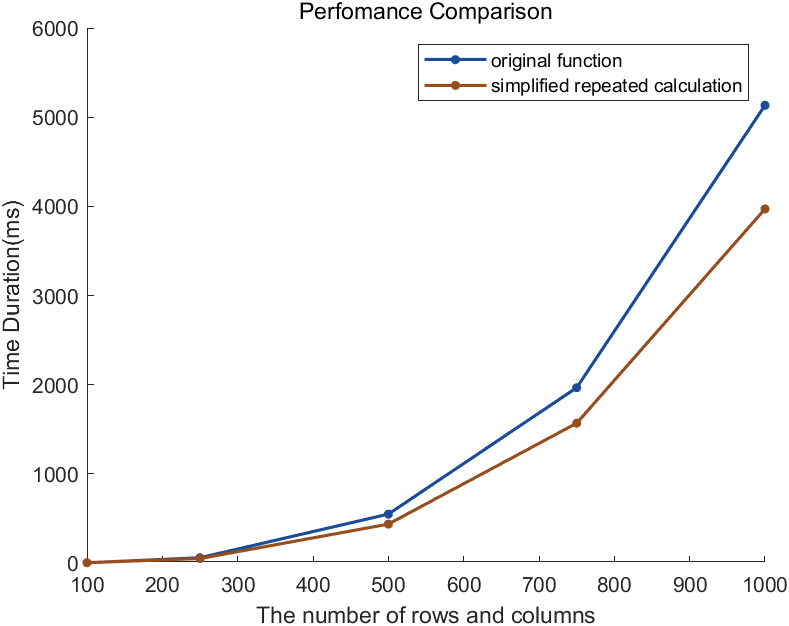 Perfomance Comparison
original function
simplified repeated calculation
Time Duration(ms)
6000
5000
4000
3000
2000
1000
0
100 200 300 400 500 600 700 800 900 1000
The number of rows and columns